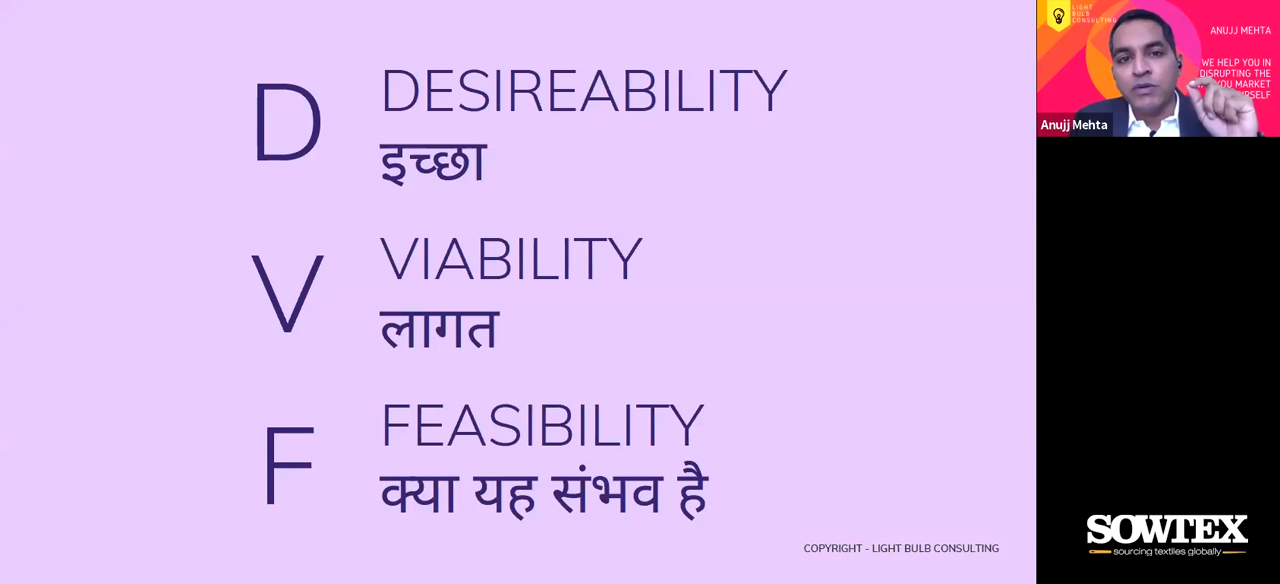 D
DESIREABILITY
इच्छा
V
VIABILITY
लागत
F
FEASIBILITY
क्या यह संभव है
COPYRIGHT - LIGHT BULB CONSULTING
LIGHT
BULB
CONSULTING
ANUJJ MEHTA
WE HELP YOU IN
DISRUPTING THE
YOU MARKET
Anujj Mehta
SOWTEX
sourcing textiles globally